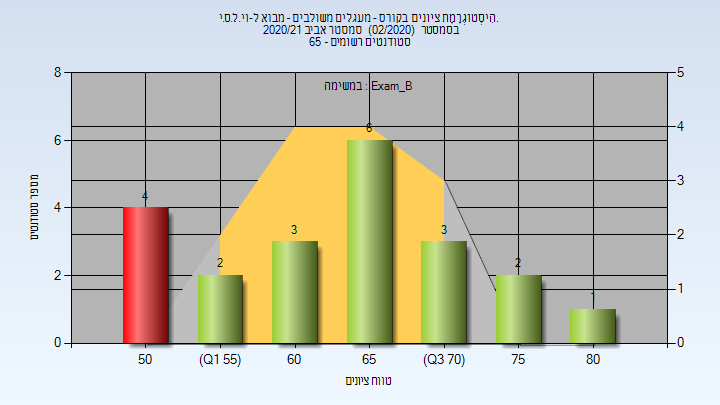 הִיסְטוֹגְרָמַת ציונים בקורס - מעגלים משולבים - מבוא ל-וי.ל.ס.י.
בסמסטר (02/2020) סמסטר אביב 2020/21
סטודנטים רשומים - 65
במשימה : Exam_B
מספר סטודנטים
8
6
4
2
0
5
4
3
2
1
0
4
2
3
6
3
2
1
50
(Q1 55)
60
65
(Q3 70)
75
80
טווח ציונים